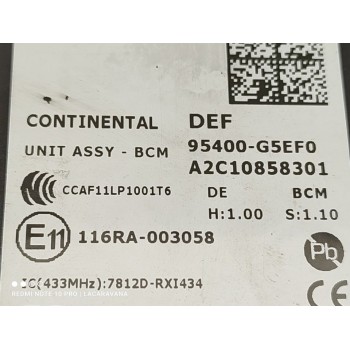 CONTINENTAL DEF
UNIT ASSY - BCM 95400-G5EF0
A2C10858301
CCAF11LP1001T6 DE BCM
H:1.00 S:1.10
E11 116RA-003058
Pb
IC(433MHz):7812D-RXI434
CE